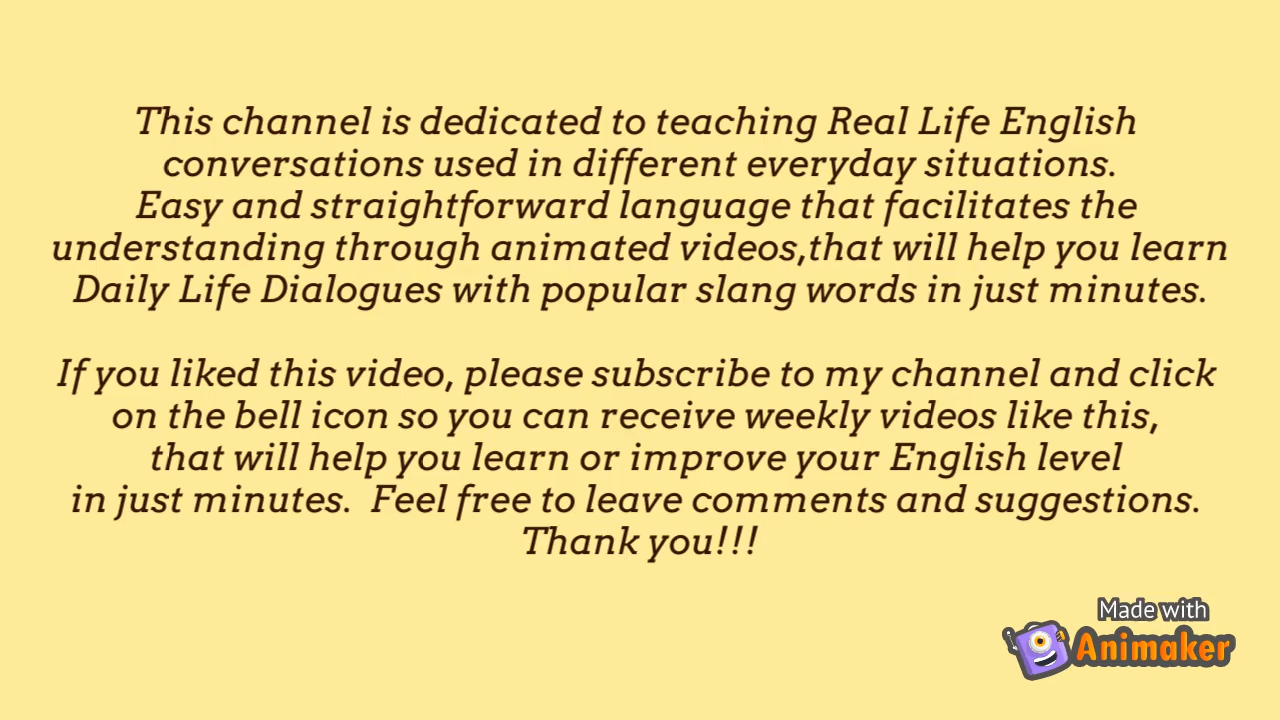 This channel is dedicated to teaching Real Life English
conversations used in different everyday situations.
Easy and straightforward language that facilitates the
understanding through animated videos,that will help you learn
Daily Life Dialogues with popular slang words in just minutes.
If you liked this video, please subscribe to my channel and click
on the bell icon so you can receive weekly videos like this,
that will help you learn or improve your English level
in just minutes.  Feel free to leave comments and suggestions.
Thank you!!!
Made with
Animaker